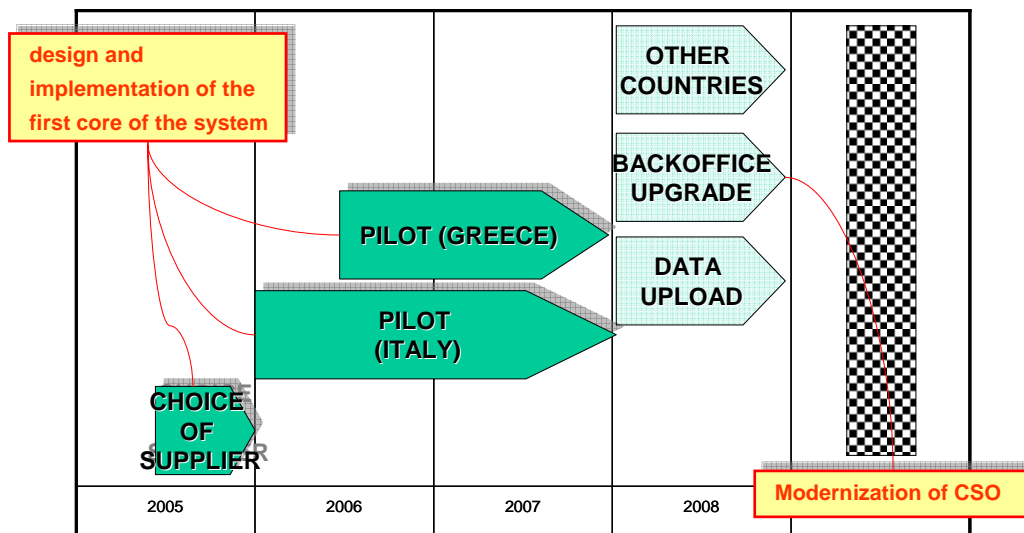 design and
implementation of the
first core of the system
OTHER
COUNTRIES
BACKOFFICE
UPGRADE
PILOT (GREECE)
DATA
UPLOAD
PILOT
(ITALY)
CHOICE
OF
SUPPLIER
Modernization of CSO
2005
2006
2007
2008